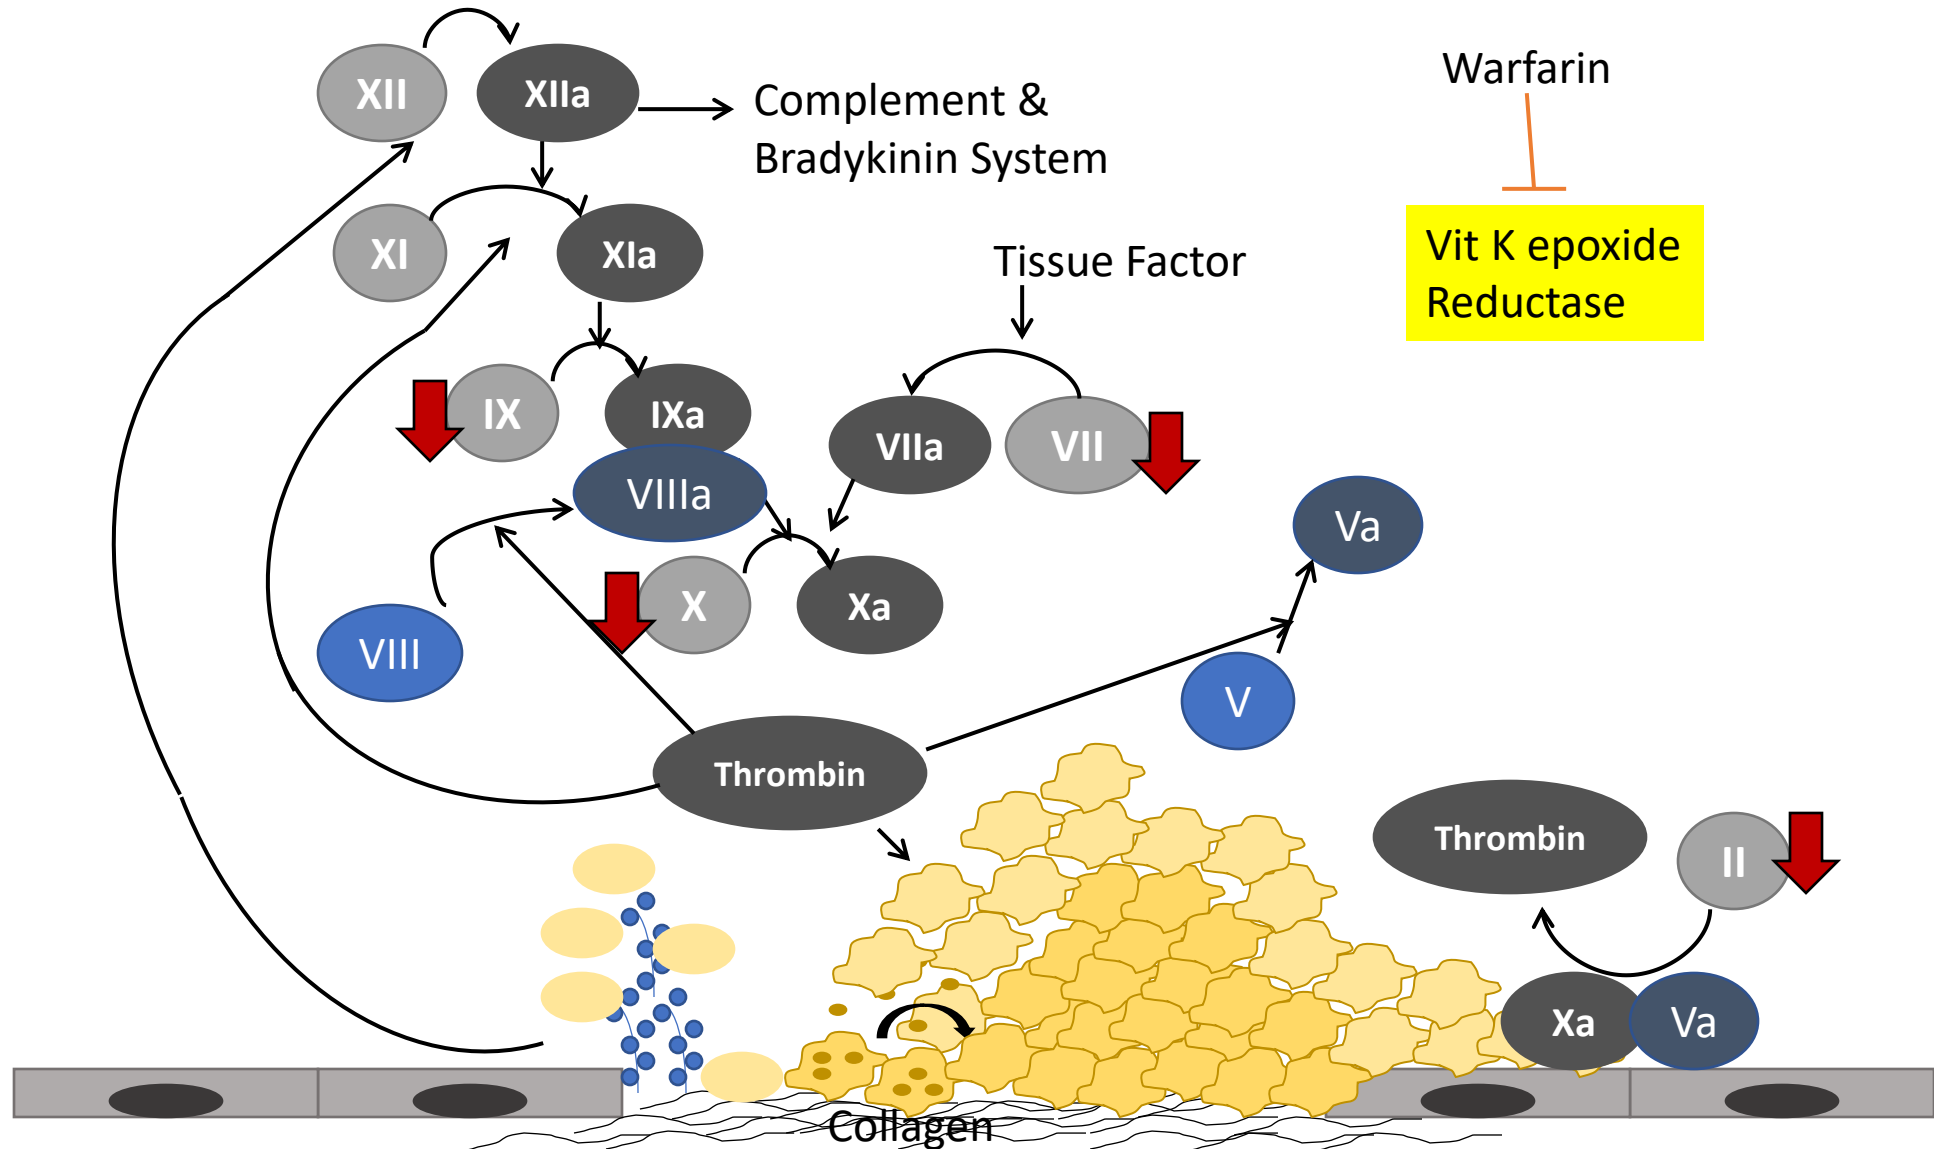 XII
XIIa
Complement &
Bradykinin System
Warfarin
XI
XIa
Tissue Factor
Vit K epoxide
Reductase
IX
IXa
VIIa
VII
VIIIa
Va
X
Xa
VIII
V
Thrombin
Thrombin
II
Xa
Va
Collagen